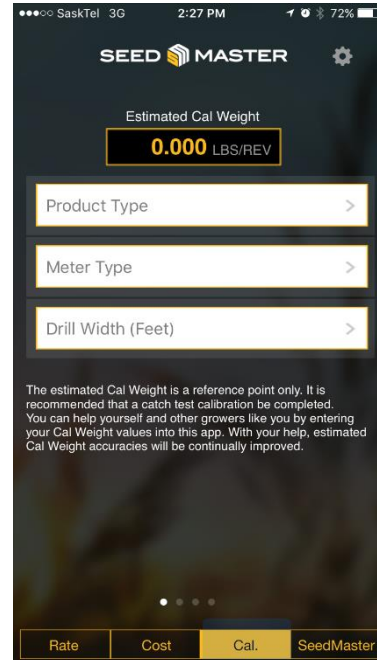 SaskTel 3G 2:27 PM 72%
SEED MASTER
Estimated Cal Weight
0.000 LBS/REV
Product Type
Meter Type
Drill Width (Feet)
The estimated Cal Weight is a reference point only. It is
recommended that a catch test calibration be completed.
You can help yourself and other growers like you by entering
your Cal Weight values into this app. With your help, estimated
Cal Weight accuracies will be continually improved.
Rate Cost Cal. SeedMaster